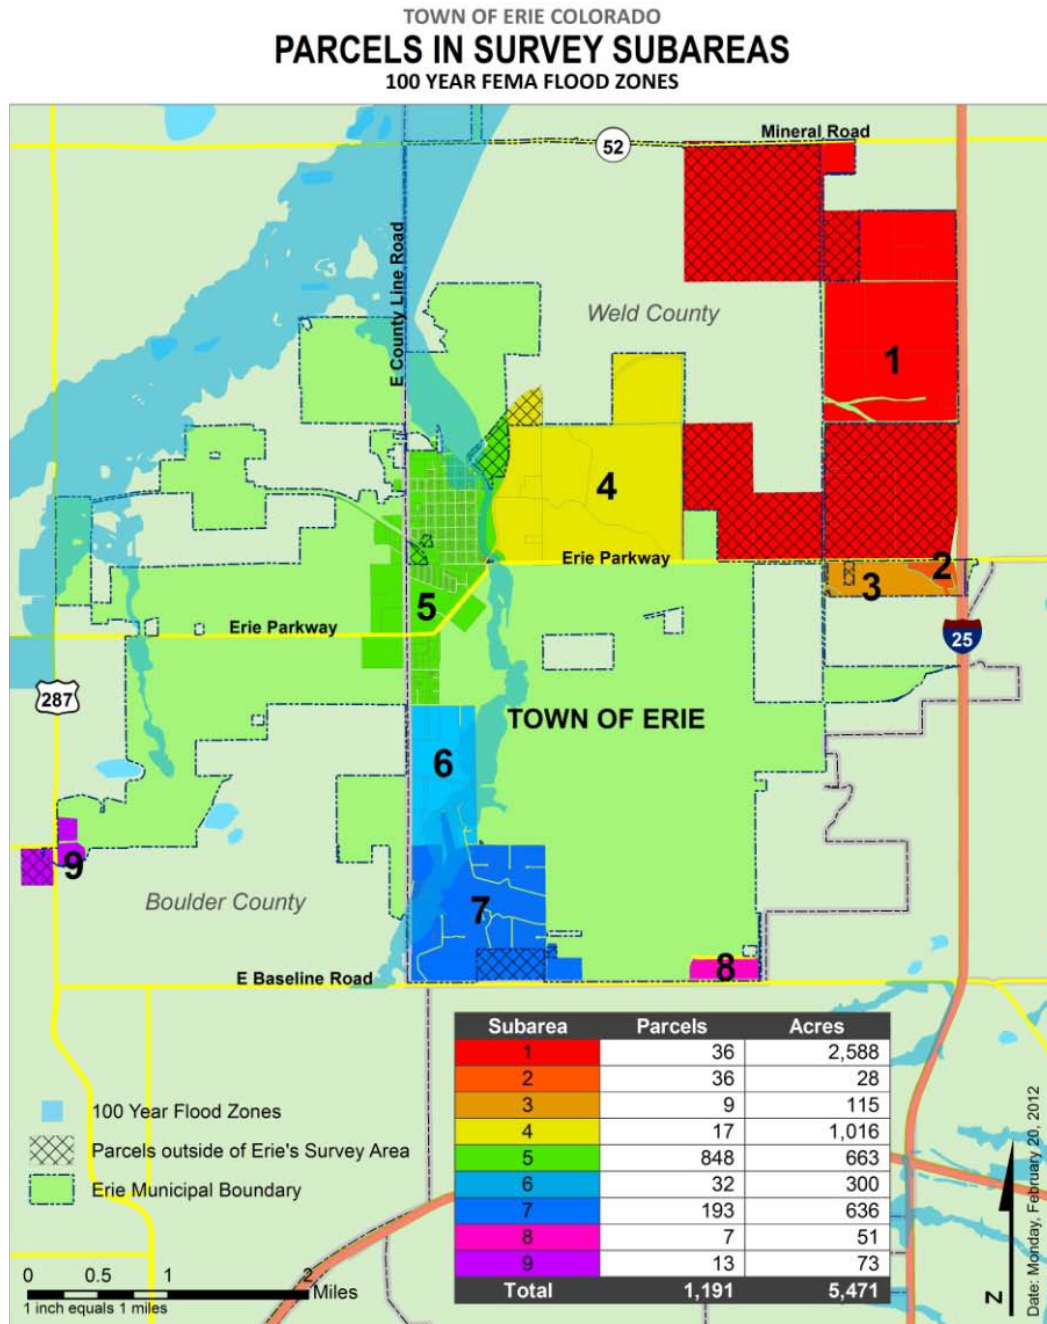 TOWN OF ERIE COLORADO
PARCELS IN SURVEY SUBAREAS
100 YEAR FEMA FLOOD ZONES
Mineral Road
52
E County Line Road
Weld County
1
4
Erie Parkway
2
3
5
Erie Parkway
25
287
TOWN OF ERIE
6
9
Boulder County
7
8
E Baseline Road
Subarea Parcels Acres
1 36 2,588
2 36 28
3 9 115
4 17 1,016
5 848 663
6 32 300
7 193 636
8 7 51
9 13 73
Total 1,191 5,471
100 Year Flood Zones
Parcels outside of Erie's Survey Area
Erie Municipal Boundary
0 0.5 1 2
Miles
1 inch equals 1 miles
N
Date: Monday, February 20, 2012